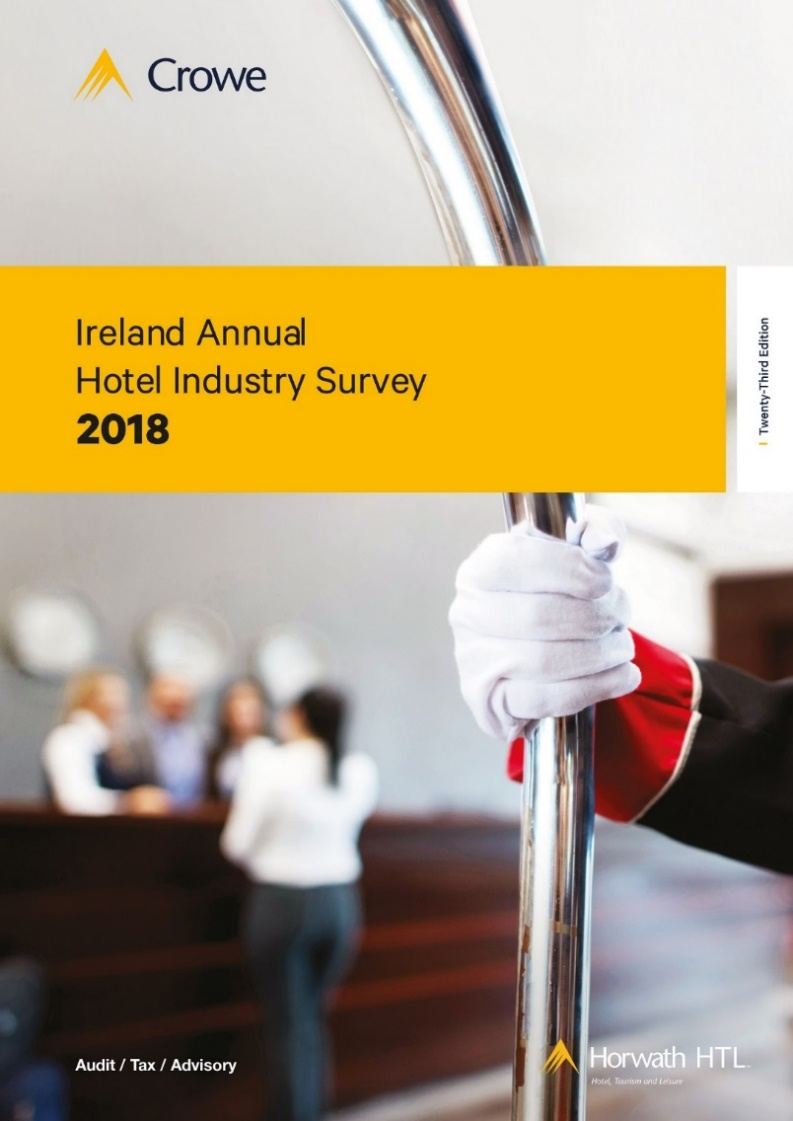 Crowe
Ireland Annual
Hotel Industry Survey
2018
Twenty-Third Edition
Audit / Tax / Advisory
Horwath HTL
Hotel, Tourism and Leisure